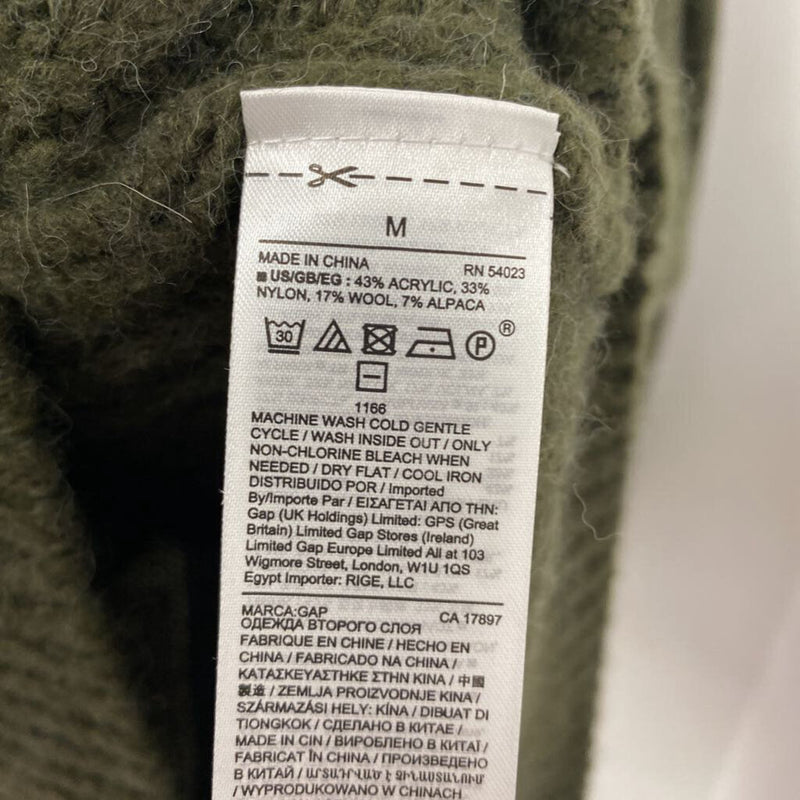 M
MADE IN CHINA RN 54023
US/GB/EG : 43% ACRYLIC, 33%
NYLON, 17% WOOL, 7% ALPACA
30 P ®
1166
MACHINE WASH COLD GENTLE
CYCLE / WASH INSIDE OUT / ONLY
NON-CHLORINE BLEACH WHEN
NEEDED / DRY FLAT / COOL IRON
DISTRIBUIDO POR / Imported
By/Importe Par / ΕΙΣΑΓΕΤΑΙ ΑΠΟ ΤΗΝ:
Gap (UK Holdings) Limited: GPS (Great
Britain) Limited Gap Stores (Ireland)
Limited Gap Europe Limited All at 103
Wigmore Street, London, W1U 1QS
Egypt Importer: RIGE, LLC
MARCA:GAP CA 17897
ОДЕЖДА ВТОРОГО СЛОЯ
FABRIQUE EN CHINE / HECHO EN
CHINA / FABRICADO NA CHINA /
ΚΑΤΑΣΚΕΥΑΣΤΗΚΕ ΣΤΗΝ ΚΙΝΑ / 中國
製造 / ZEMLJA PROIZVODNJE KINA /
SZÁRMAZÁSI HELY: KÍNA / DIBUAT DI
TIONGKOK / СДЕЛАНО В КИТАЕ /
MADE IN CIN / ВИРОБЛЕНО В КИТАЇ /
FABRICAT ÎN CHINA / ПРОИЗВЕДЕНО
В КИТАЙ / ԱՐՏԱԴՐՎԱԾ Է ՉԻՆԱՍՏԱՆՈՒՄ
/ WYPRODUKOWANO W CHINACH